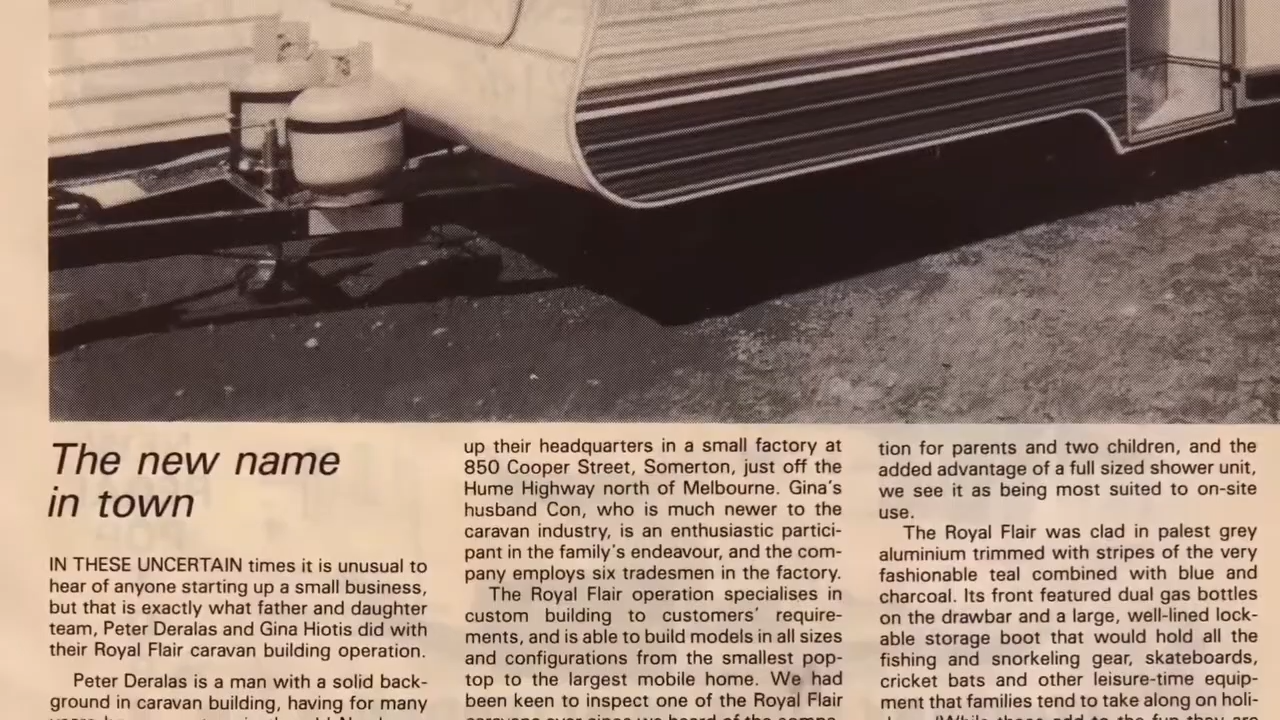 The new name
in town
IN THESE UNCERTAIN times it is unusual to
hear of anyone starting up a small business,
but that is exactly what father and daughter
team, Peter Deralas and Gina Hiotis did with
their Royal Flair caravan building operation.
Peter Deralas is a man with a solid back-
ground in caravan building, having for many
up their headquarters in a small factory at
850 Cooper Street, Somerton, just off the
Hume Highway north of Melbourne. Gina's
husband Con, who is much newer to the
caravan industry, is an enthusiastic partici-
pant in the family's endeavour, and the com-
pany employs six tradesmen in the factory.
The Royal Flair operation specialises in
custom building to customers' require-
ments, and is able to build models in all sizes
and configurations from the smallest pop-
top to the largest mobile home. We had
been keen to inspect one of the Royal Flair
tion for parents and two children, and the
added advantage of a full sized shower unit,
we see it as being most suited to on-site
use.
The Royal Flair was clad in palest grey
aluminium trimmed with stripes of the very
fashionable teal combined with blue and
charcoal. Its front featured dual gas bottles
on the drawbar and a large, well-lined lock-
able storage boot that would hold all the
fishing and snorkeling gear, skateboards,
cricket bats and other leisure-time equip-
ment that families tend to take along on holi-